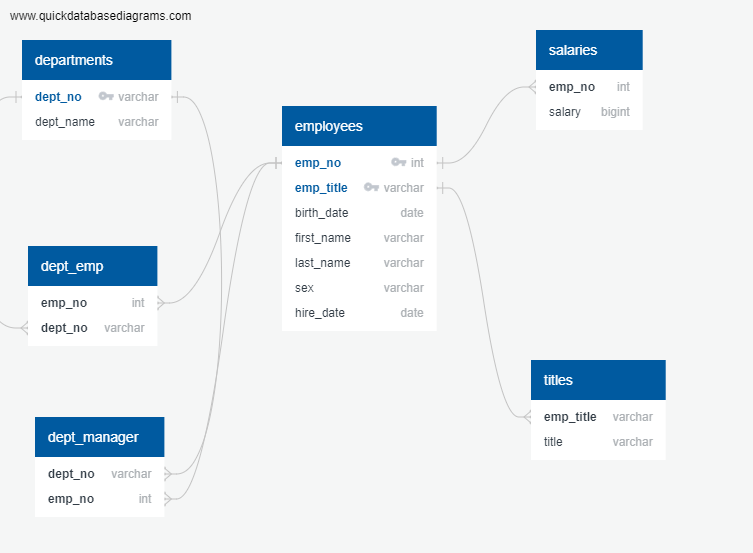 www.quickdatabasediagrams.com
departments
dept_no varchar
dept_name varchar
employees
emp_no int
emp_title varchar
birth_date date
first_name varchar
last_name varchar
sex varchar
hire_date date
salaries
emp_no int
salary bigint
dept_emp
emp_no int
dept_no varchar
titles
emp_title varchar
title varchar
dept_manager
dept_no varchar
emp_no int